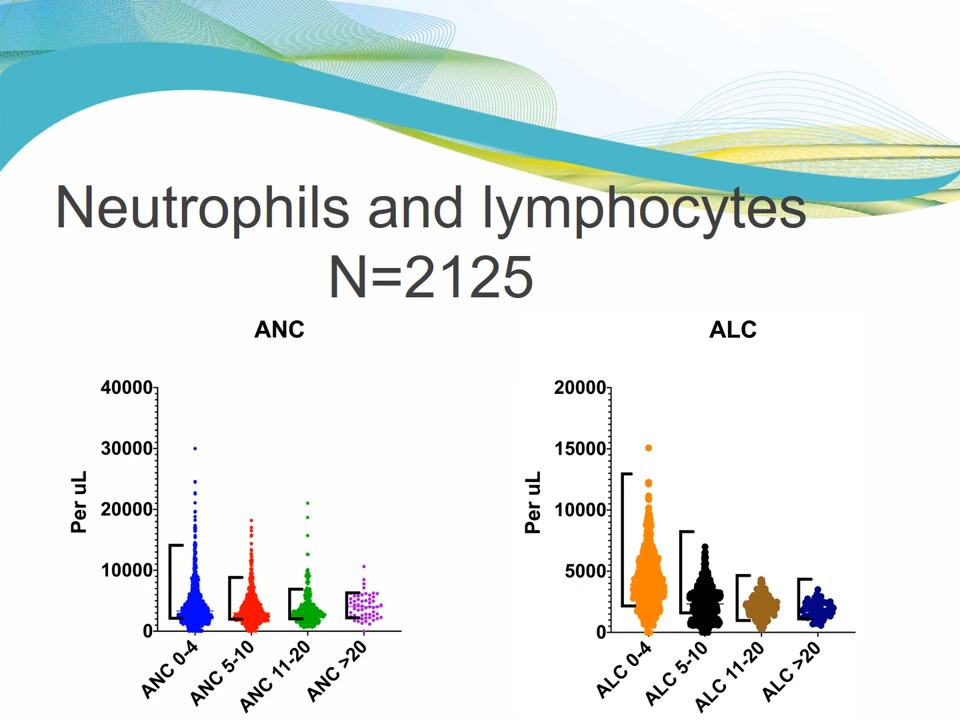 Neutrophils and lymphocytes
N=2125
ANC
40000
30000
20000
10000
0
Per uL
ANC 0-4
ANC 5-10
ANC 11-20
ANC >20
ALC
20000
15000
10000
5000
0
Per uL
ALC 0-4
ALC 5-10
ALC 11-20
ALC >20